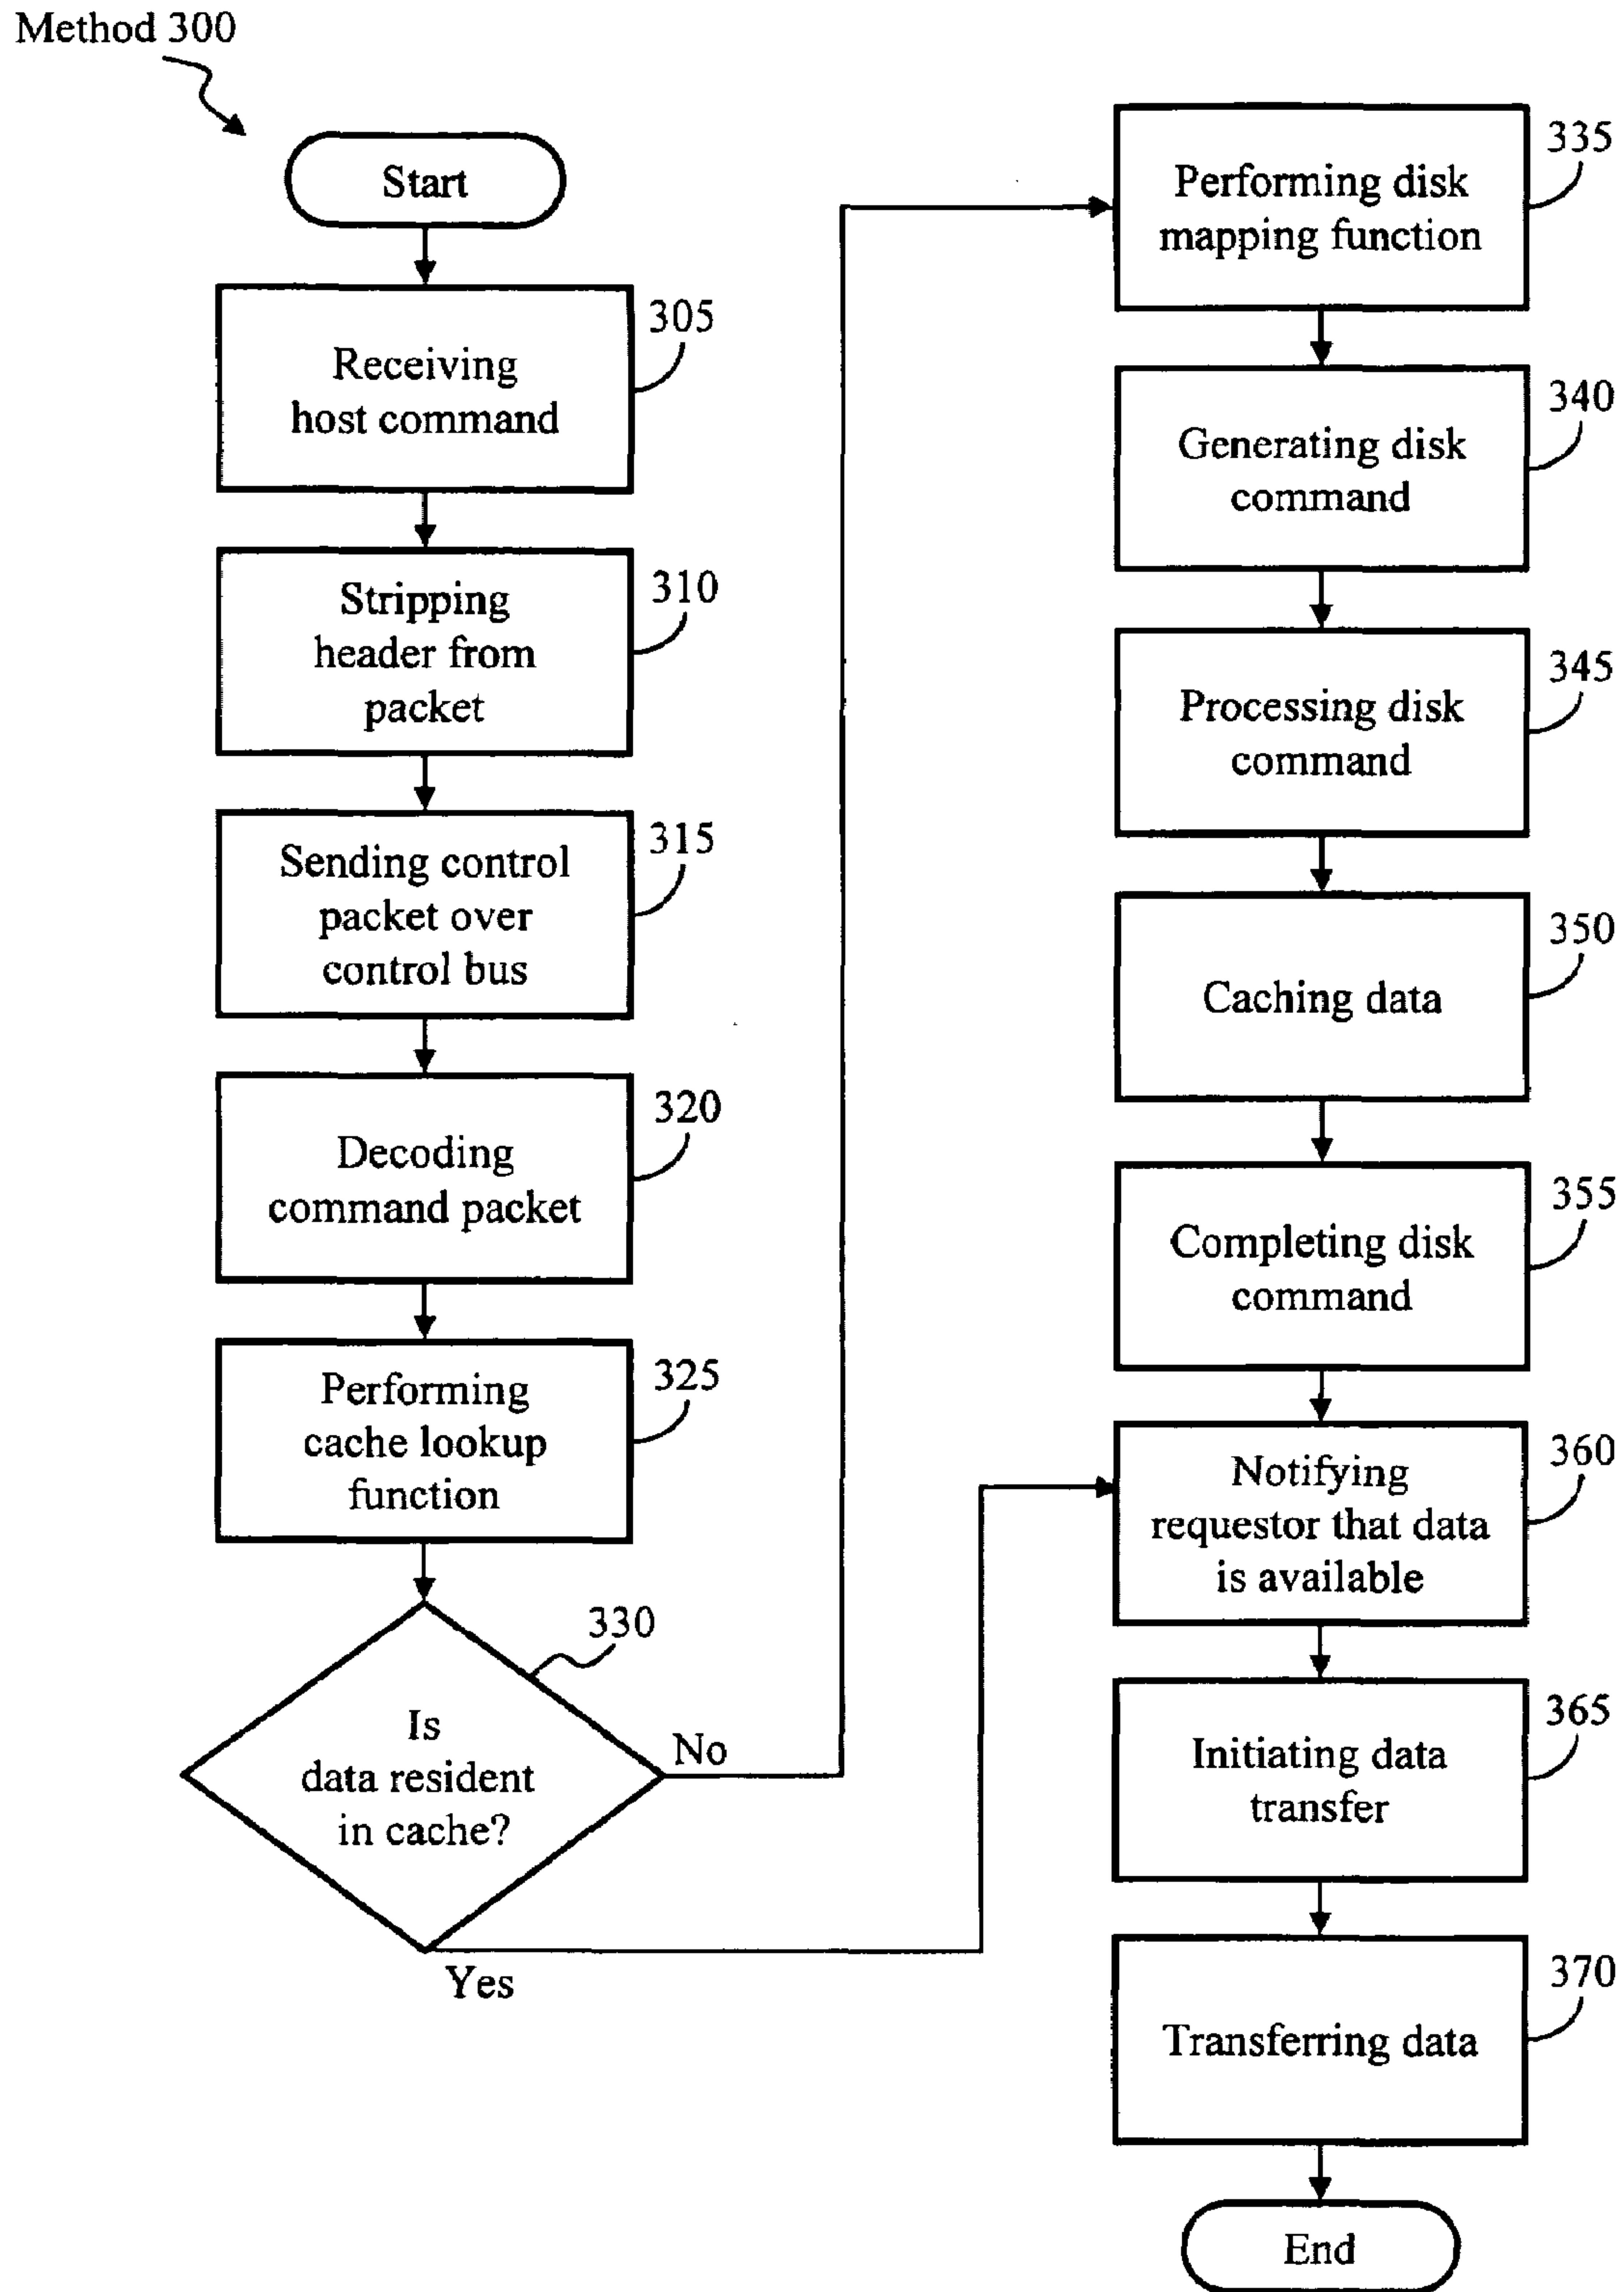 Method 300
Start
305
Receiving
host command
310
Stripping
header from
packet
315
Sending control
packet over
control bus
320
Decoding
command packet
325
Performing
cache lookup
function
330
Is
data resident
in cache?
No
Yes
335
Performing disk
mapping function
340
Generating disk
command
345
Processing disk
command
350
Caching data
355
Completing disk
command
360
Notifying
requestor that data
is available
365
Initiating data
transfer
370
Transferring data
End